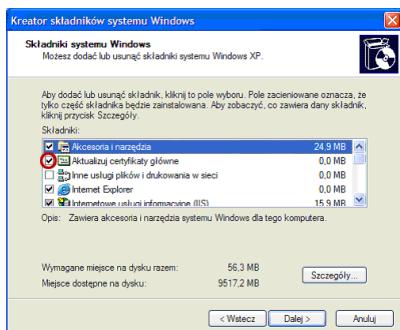 Kreator składników systemu Windows
Składniki systemu Windows
Możesz dodać lub usunąć składniki systemu Windows XP.
Aby dodać lub usunąć składnik, kliknij to pole wyboru. Pole zacieniowane oznacza, że
tylko część składnika będzie zainstalowana. Aby zobaczyć, co zawiera dany składnik,
kliknij przycisk Szczegóły.
Składniki:
Akcesoria i narzędzia 24,9 MB
Aktualizuj certyfikaty główne 0,0 MB
Inne usługi plików i drukowania w sieci 0,0 MB
Internet Explorer 0,0 MB
Internetowe usługi informacyjne (IIS) 15,9 MB
Opis: Zawiera akcesoria i narzędzia systemu Windows dla tego komputera.
Wymagane miejsce na dysku razem: 56,3 MB
Miejsce dostępne na dysku: 9517,2 MB
Szczegóły...
< Wstecz Dalej > Anuluj